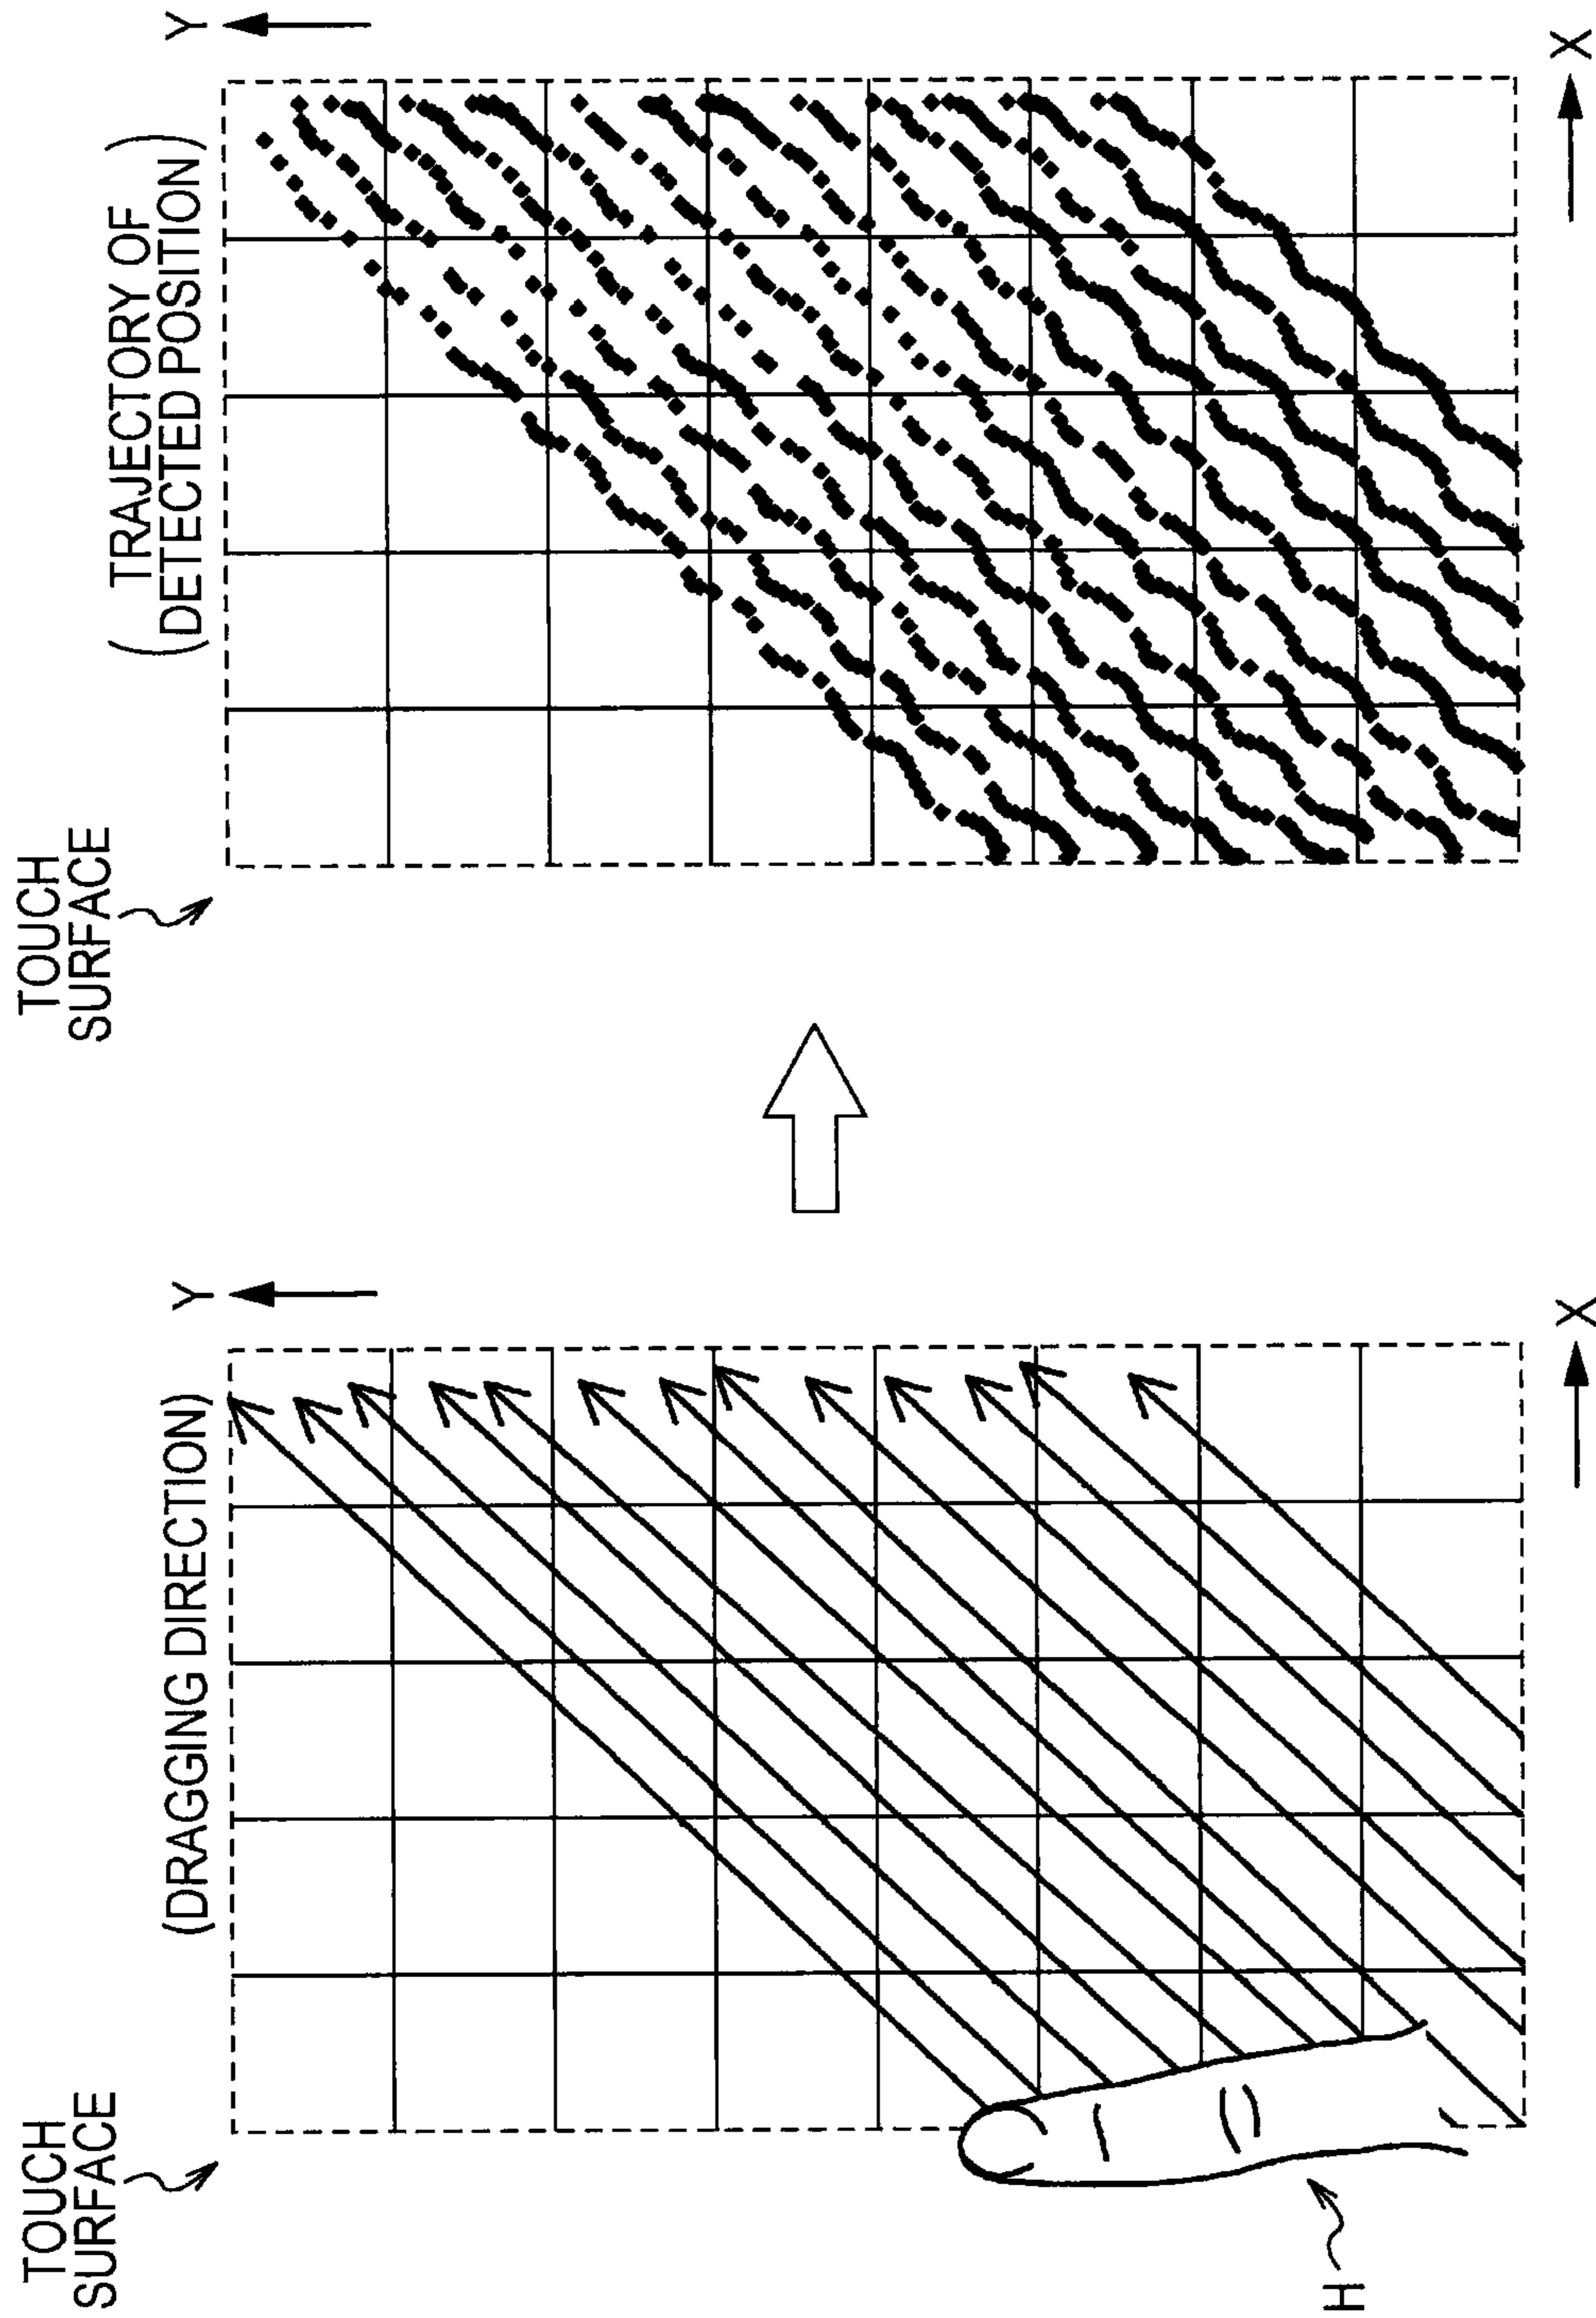 TOUCH
SURFACE
(DRAGGING DIRECTION)
Y
X
H
TOUCH
SURFACE
(TRAJECTORY OF
DETECTED POSITION)
Y
X